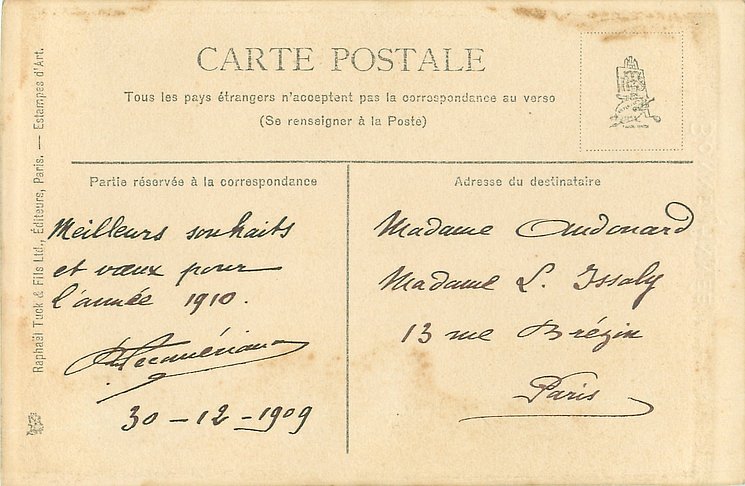 CARTE POSTALE
Tous les pays étrangers n'acceptent pas la correspondance au verso
(Se renseigner à la Poste)
Raphaël Tuck & Fils Ltd., Éditeurs, Paris. — Estampes d'Art.
Partie réservée à la correspondance
Meilleurs souhaits
et vœux pour
l'année 1910.
30-12-1909
Adresse du destinataire
Madame Audouard
Madame L. Issaly
13 rue Brézin
Paris